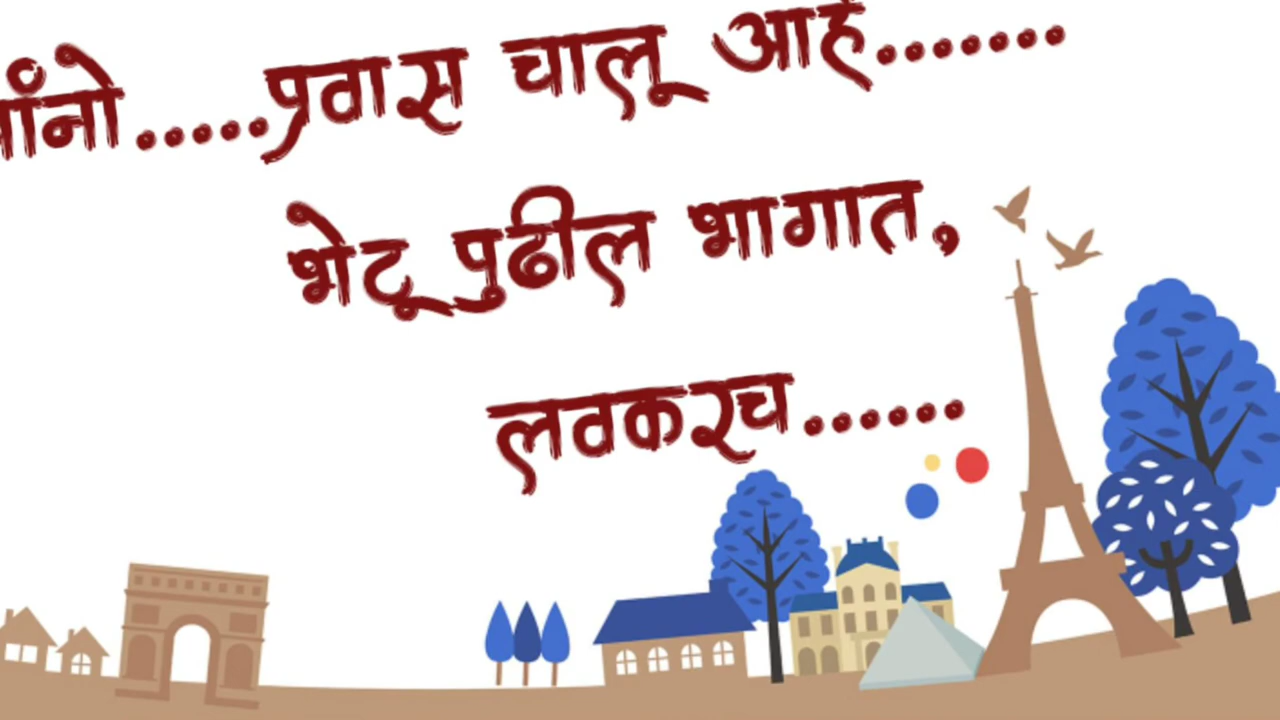 .....प्रवास चालू आहे.......
भेटू पुढील भागात,
लवकरच......